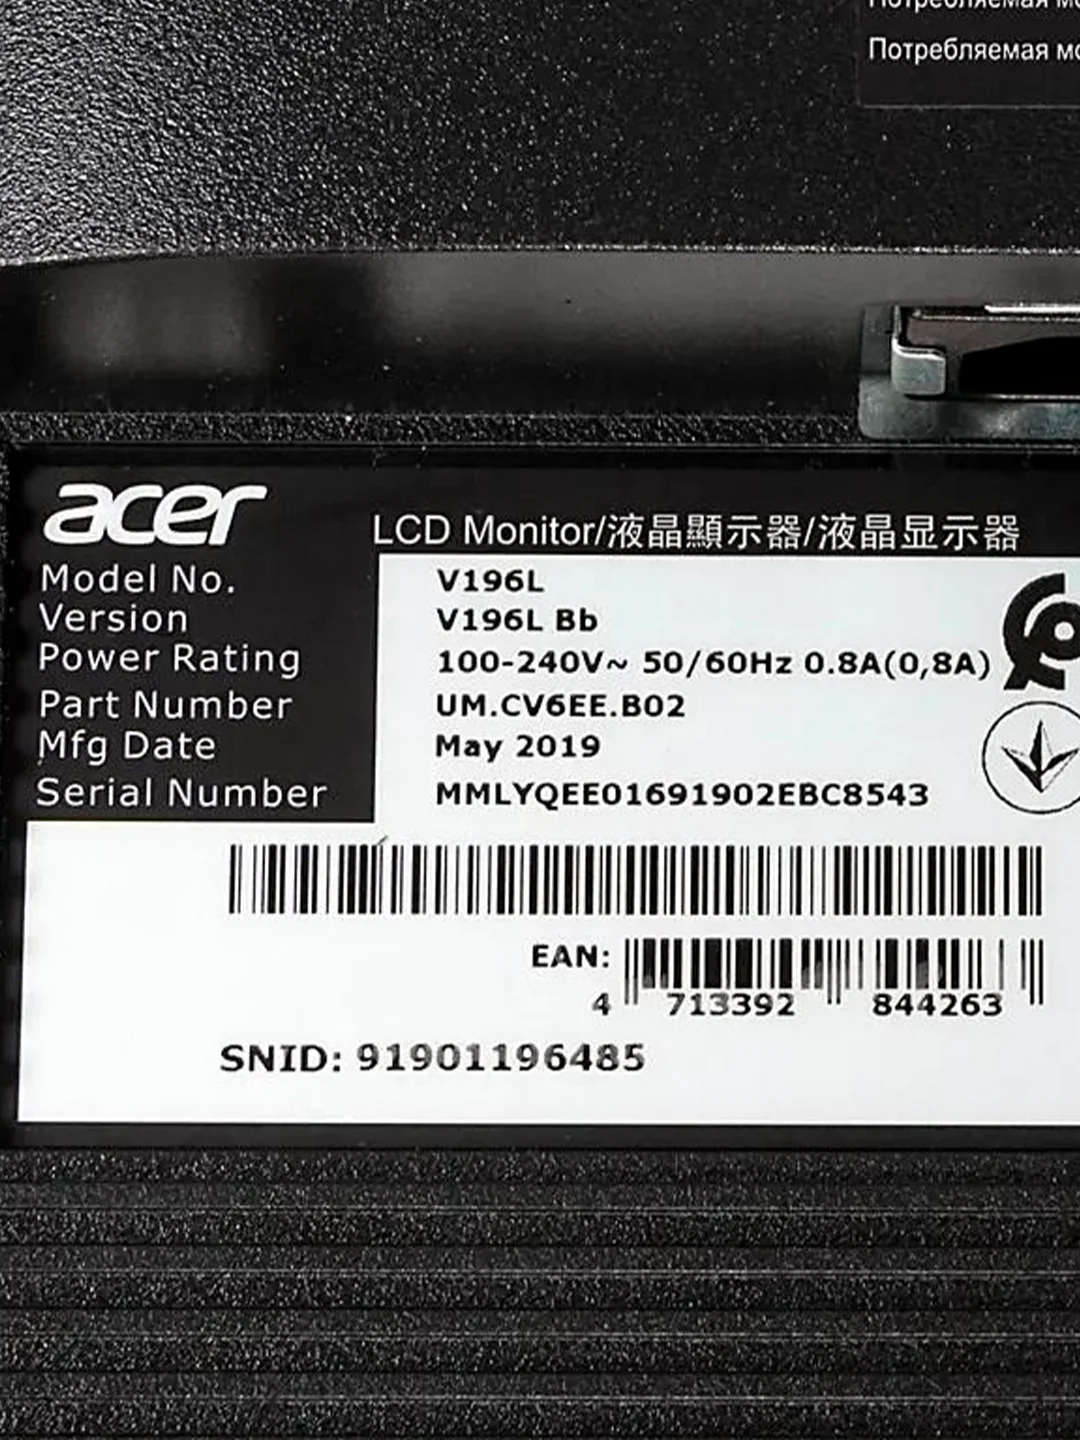 Потребляемая
Потребляемая
acer
LCD Monitor/液晶顯示器/液晶显示器
Model No. V196L
Version V196L Bb
Power Rating 100-240V~ 50/60Hz 0.8A(0,8A)
Part Number UM.CV6EE.B02
Mfg Date May 2019
Serial Number MMLYQEE01691902EBC8543
EAN:
4 713392 844263
SNID: 91901196485